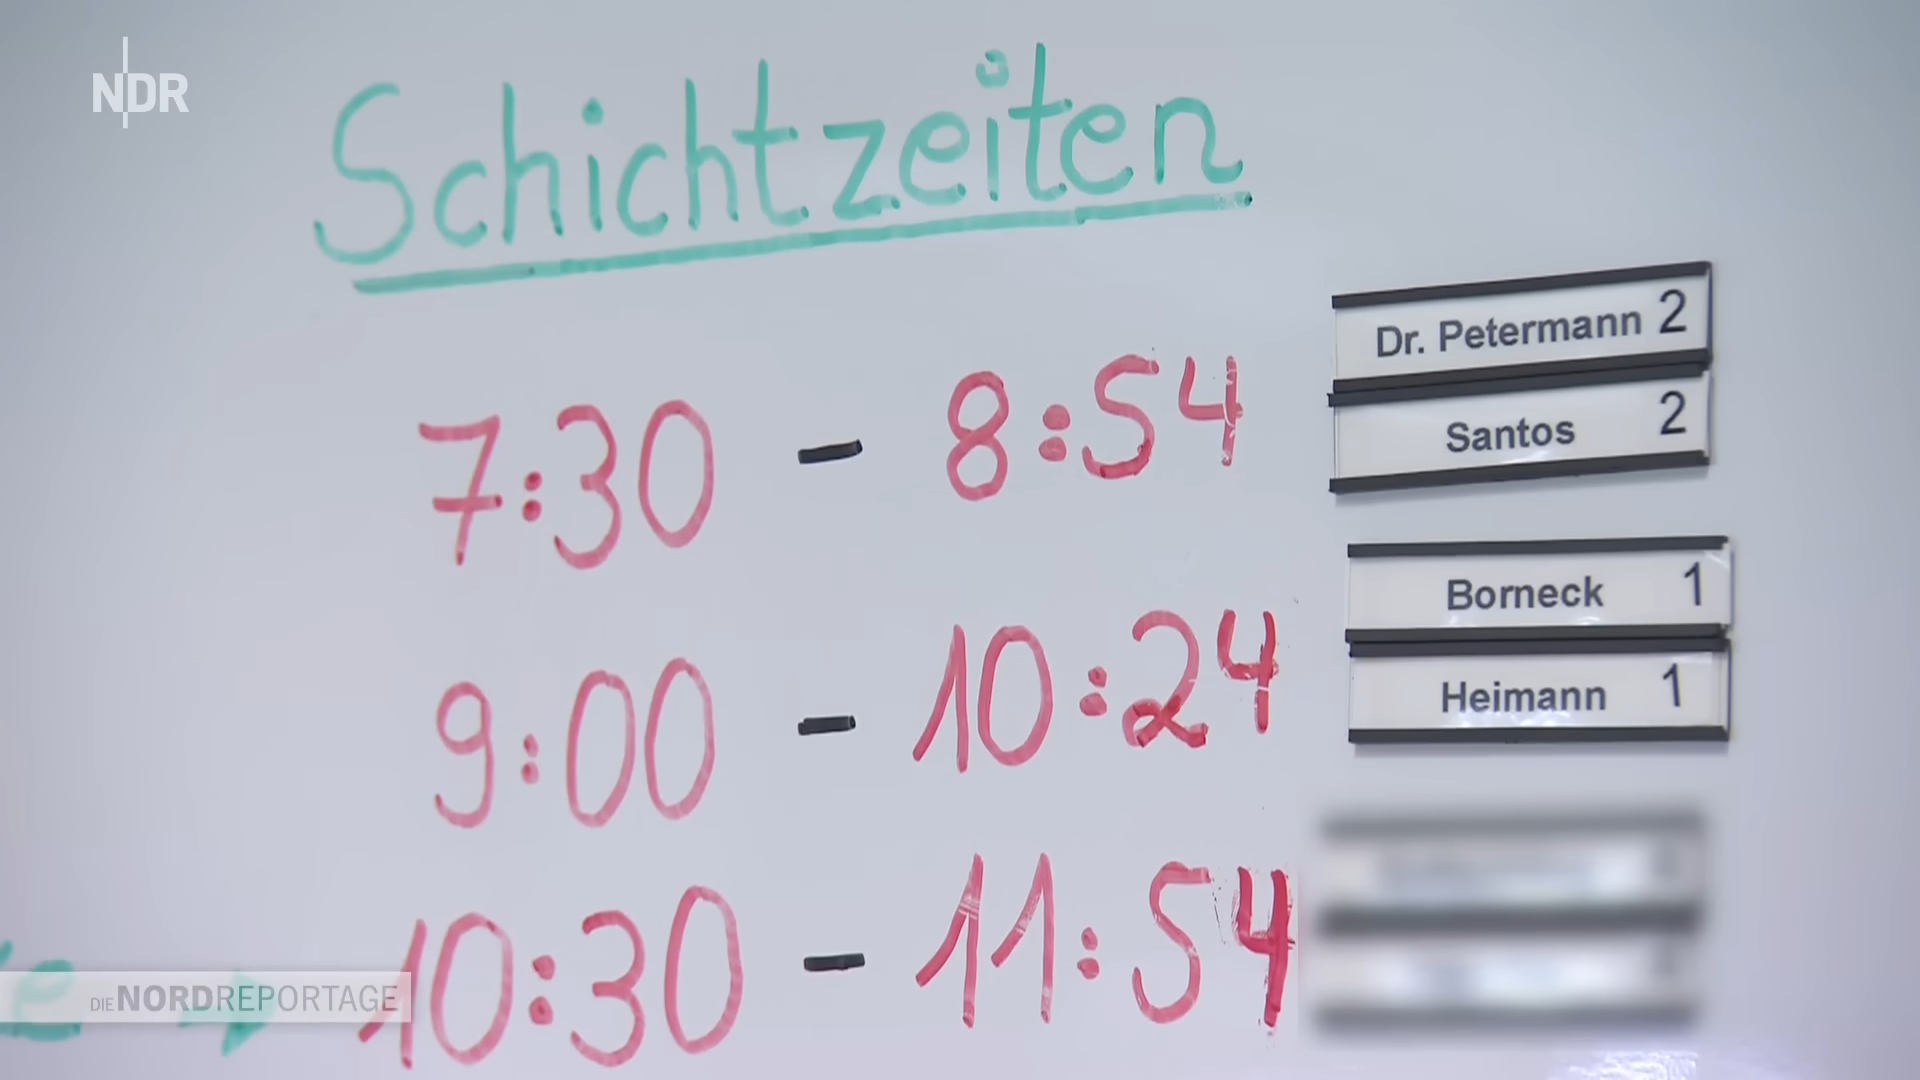 NDR
Schichtzeiten
Dr. Petermann 2
7:30 - 8:54
Santos 2
Borneck 1
9:00 - 10:24
Heimann 1
10:30 - 11:54
DIE NORDREPORTAGE